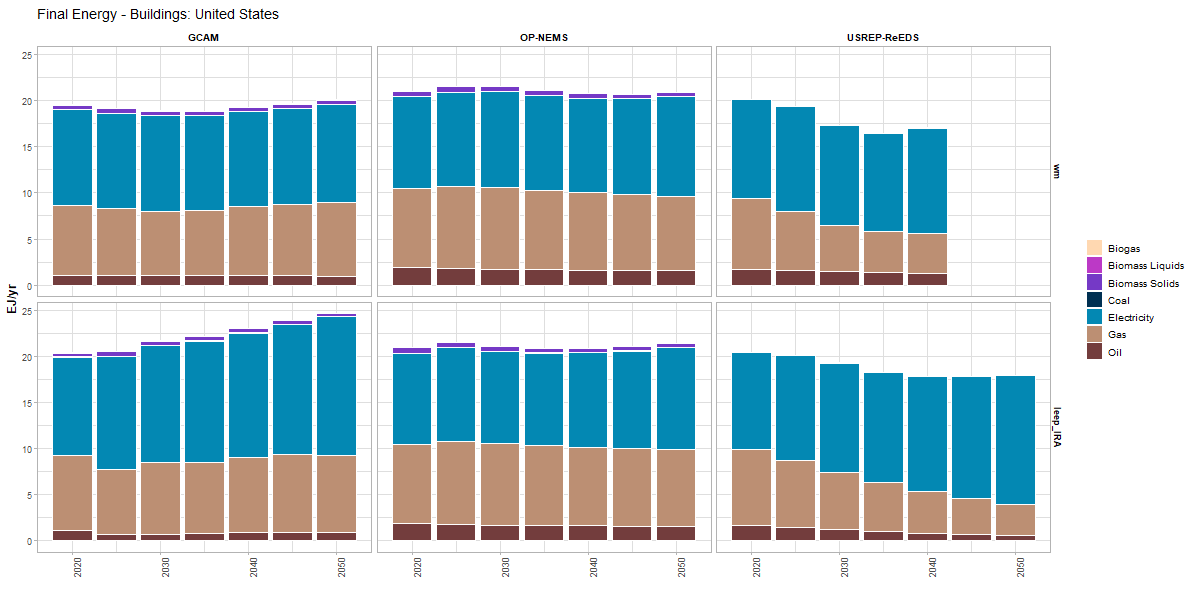 Final Energy - Buildings: United States
GCAM
OP-NEMS
USREP-ReEDS
25
20
15
10
5
0
wm
25
20
15
10
5
0
leep_IRA
EJ/yr
2020
2030
2040
2050
2020
2030
2040
2050
2020
2030
2040
2050
Biogas
Biomass Liquids
Biomass Solids
Coal
Electricity
Gas
Oil